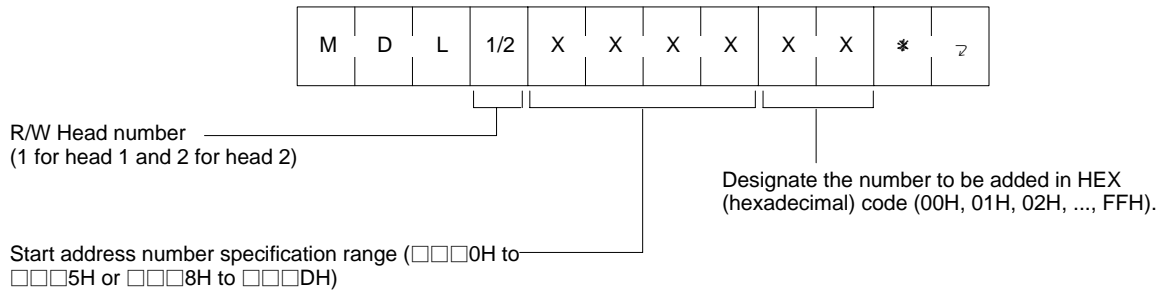 M D L 1/2 X X X X X X * ↵
R/W Head number
(1 for head 1 and 2 for head 2)
Designate the number to be added in HEX
(hexadecimal) code (00H, 01H, 02H, ..., FFH).
Start address number specification range (□□□0H to
□□□5H or □□□8H to □□□DH)